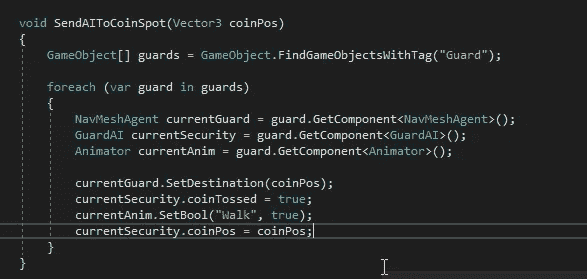 void SendAIToCoinSpot(Vector3 coinPos)
{
GameObject[] guards = GameObject.FindGameObjectsWithTag("Guard");
foreach (var guard in guards)
{
NavMeshAgent currentGuard = guard.GetComponent<NavMeshAgent>();
GuardAI currentSecurity = guard.GetComponent<GuardAI>();
Animator currentAnim = guard.GetComponent<Animator>();
currentGuard.SetDestination(coinPos);
currentSecurity.coinTossed = true;
currentAnim.SetBool("Walk", true);
currentSecurity.coinPos = coinPos;
}
}